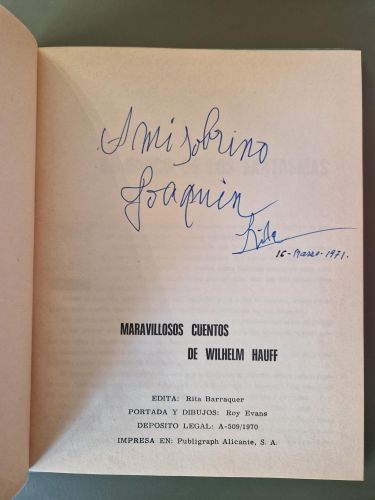 A mi sobrino
Joaquin
Rita
16-Marzo-1971.
MARAVILLOSOS CUENTOS
DE WILHELM HAUFF
EDITA: Rita Barraquer
PORTADA Y DIBUJOS: Roy Evans
DEPOSITO LEGAL: A-509/1970
IMPRESA EN: Publigraph Alicante, S. A.